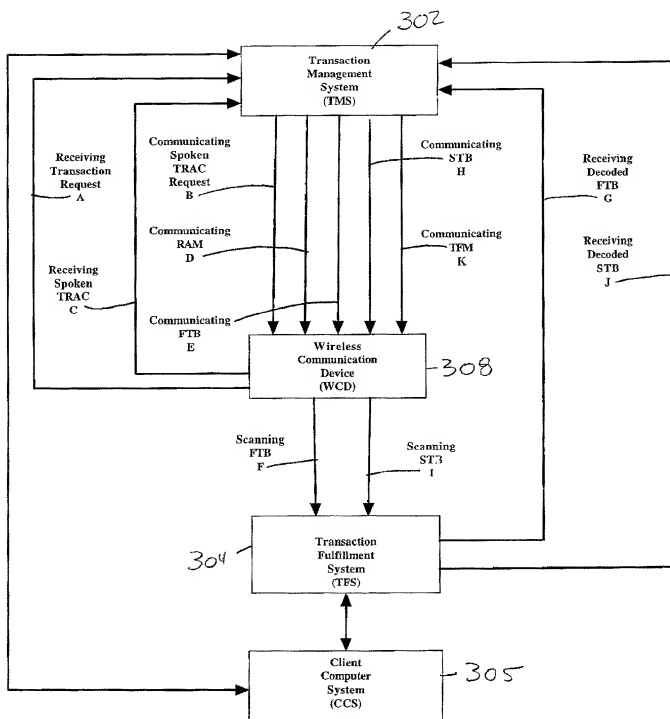 302
Transaction
Management
System
(TMS)
Receiving
Transaction
Request
A
Communicating
Spoken
TRAC
Request
B
Communicating
STB
H
Receiving
Decoded
FTB
G
Communicating
RAM
D
Communicating
TFM
K
Receiving
Decoded
STB
J
Receiving
Spoken
TRAC
C
Communicating
FTB
E
Wireless
Communication
Device
(WCD)
308
Scanning
FTB
F
Scanning
STB
I
304
Transaction
Fulfillment
System
(TFS)
Client
Computer
System
(CCS)
305